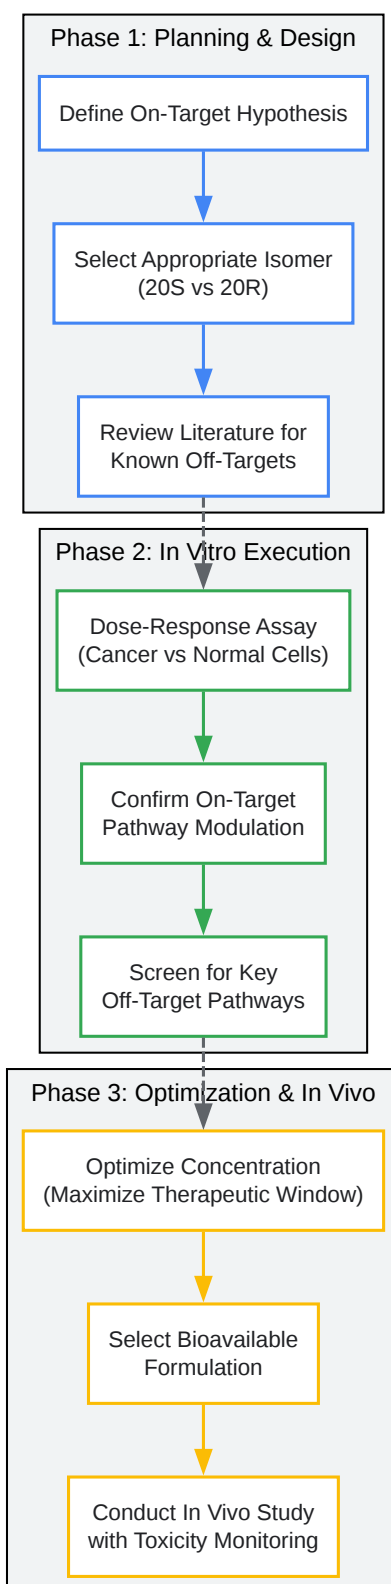 Phase 1: Planning & Design
Define On-Target Hypothesis
Select Appropriate Isomer
(20S vs 20R)
Review Literature for
Known Off-Targets
Phase 2: In Vitro Execution
Dose-Response Assay
(Cancer vs Normal Cells)
Confirm On-Target
Pathway Modulation
Screen for Key
Off-Target Pathways
Phase 3: Optimization & In Vivo
Optimize Concentration
(Maximize Therapeutic Window)
Select Bioavailable
Formulation
Conduct In Vivo Study
with Toxicity Monitoring